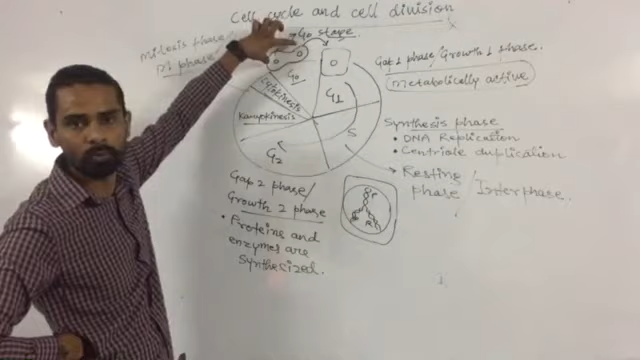 Cell cycle and cell division
Mitosis phase/
M phase
G0 stage
Gap 1 phase/Growth 1 phase.
metabolically active
G0
cytokinesis
Karyokinesis
G1
S
G2
Synthesis phase
• DNA Replication
• Centriole duplication
Resting
phase / Interphase.
Gap 2 phase/
Growth 2 phase
• Proteins and
enzymes are
synthesized.